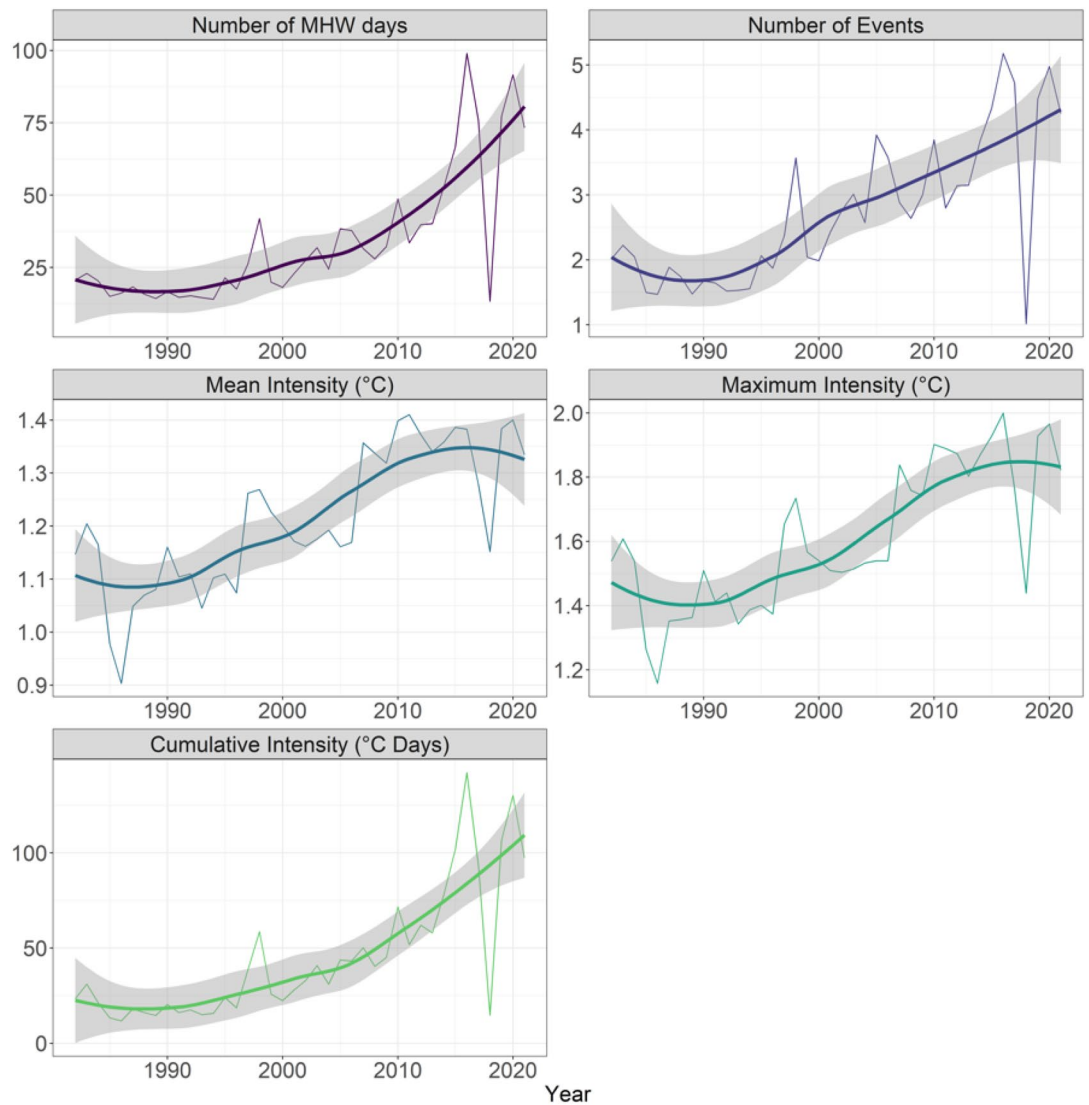 Number of MHW days
Number of Events
100
75
50
25
5
4
3
2
1
1990 2000 2010 2020
1990 2000 2010 2020
Mean Intensity (°C)
Maximum Intensity (°C)
1.4
1.3
1.2
1.1
1.0
0.9
2.0
1.8
1.6
1.4
1.2
1990 2000 2010 2020
1990 2000 2010 2020
Cumulative Intensity (°C Days)
100
50
0
1990 2000 2010 2020
Year